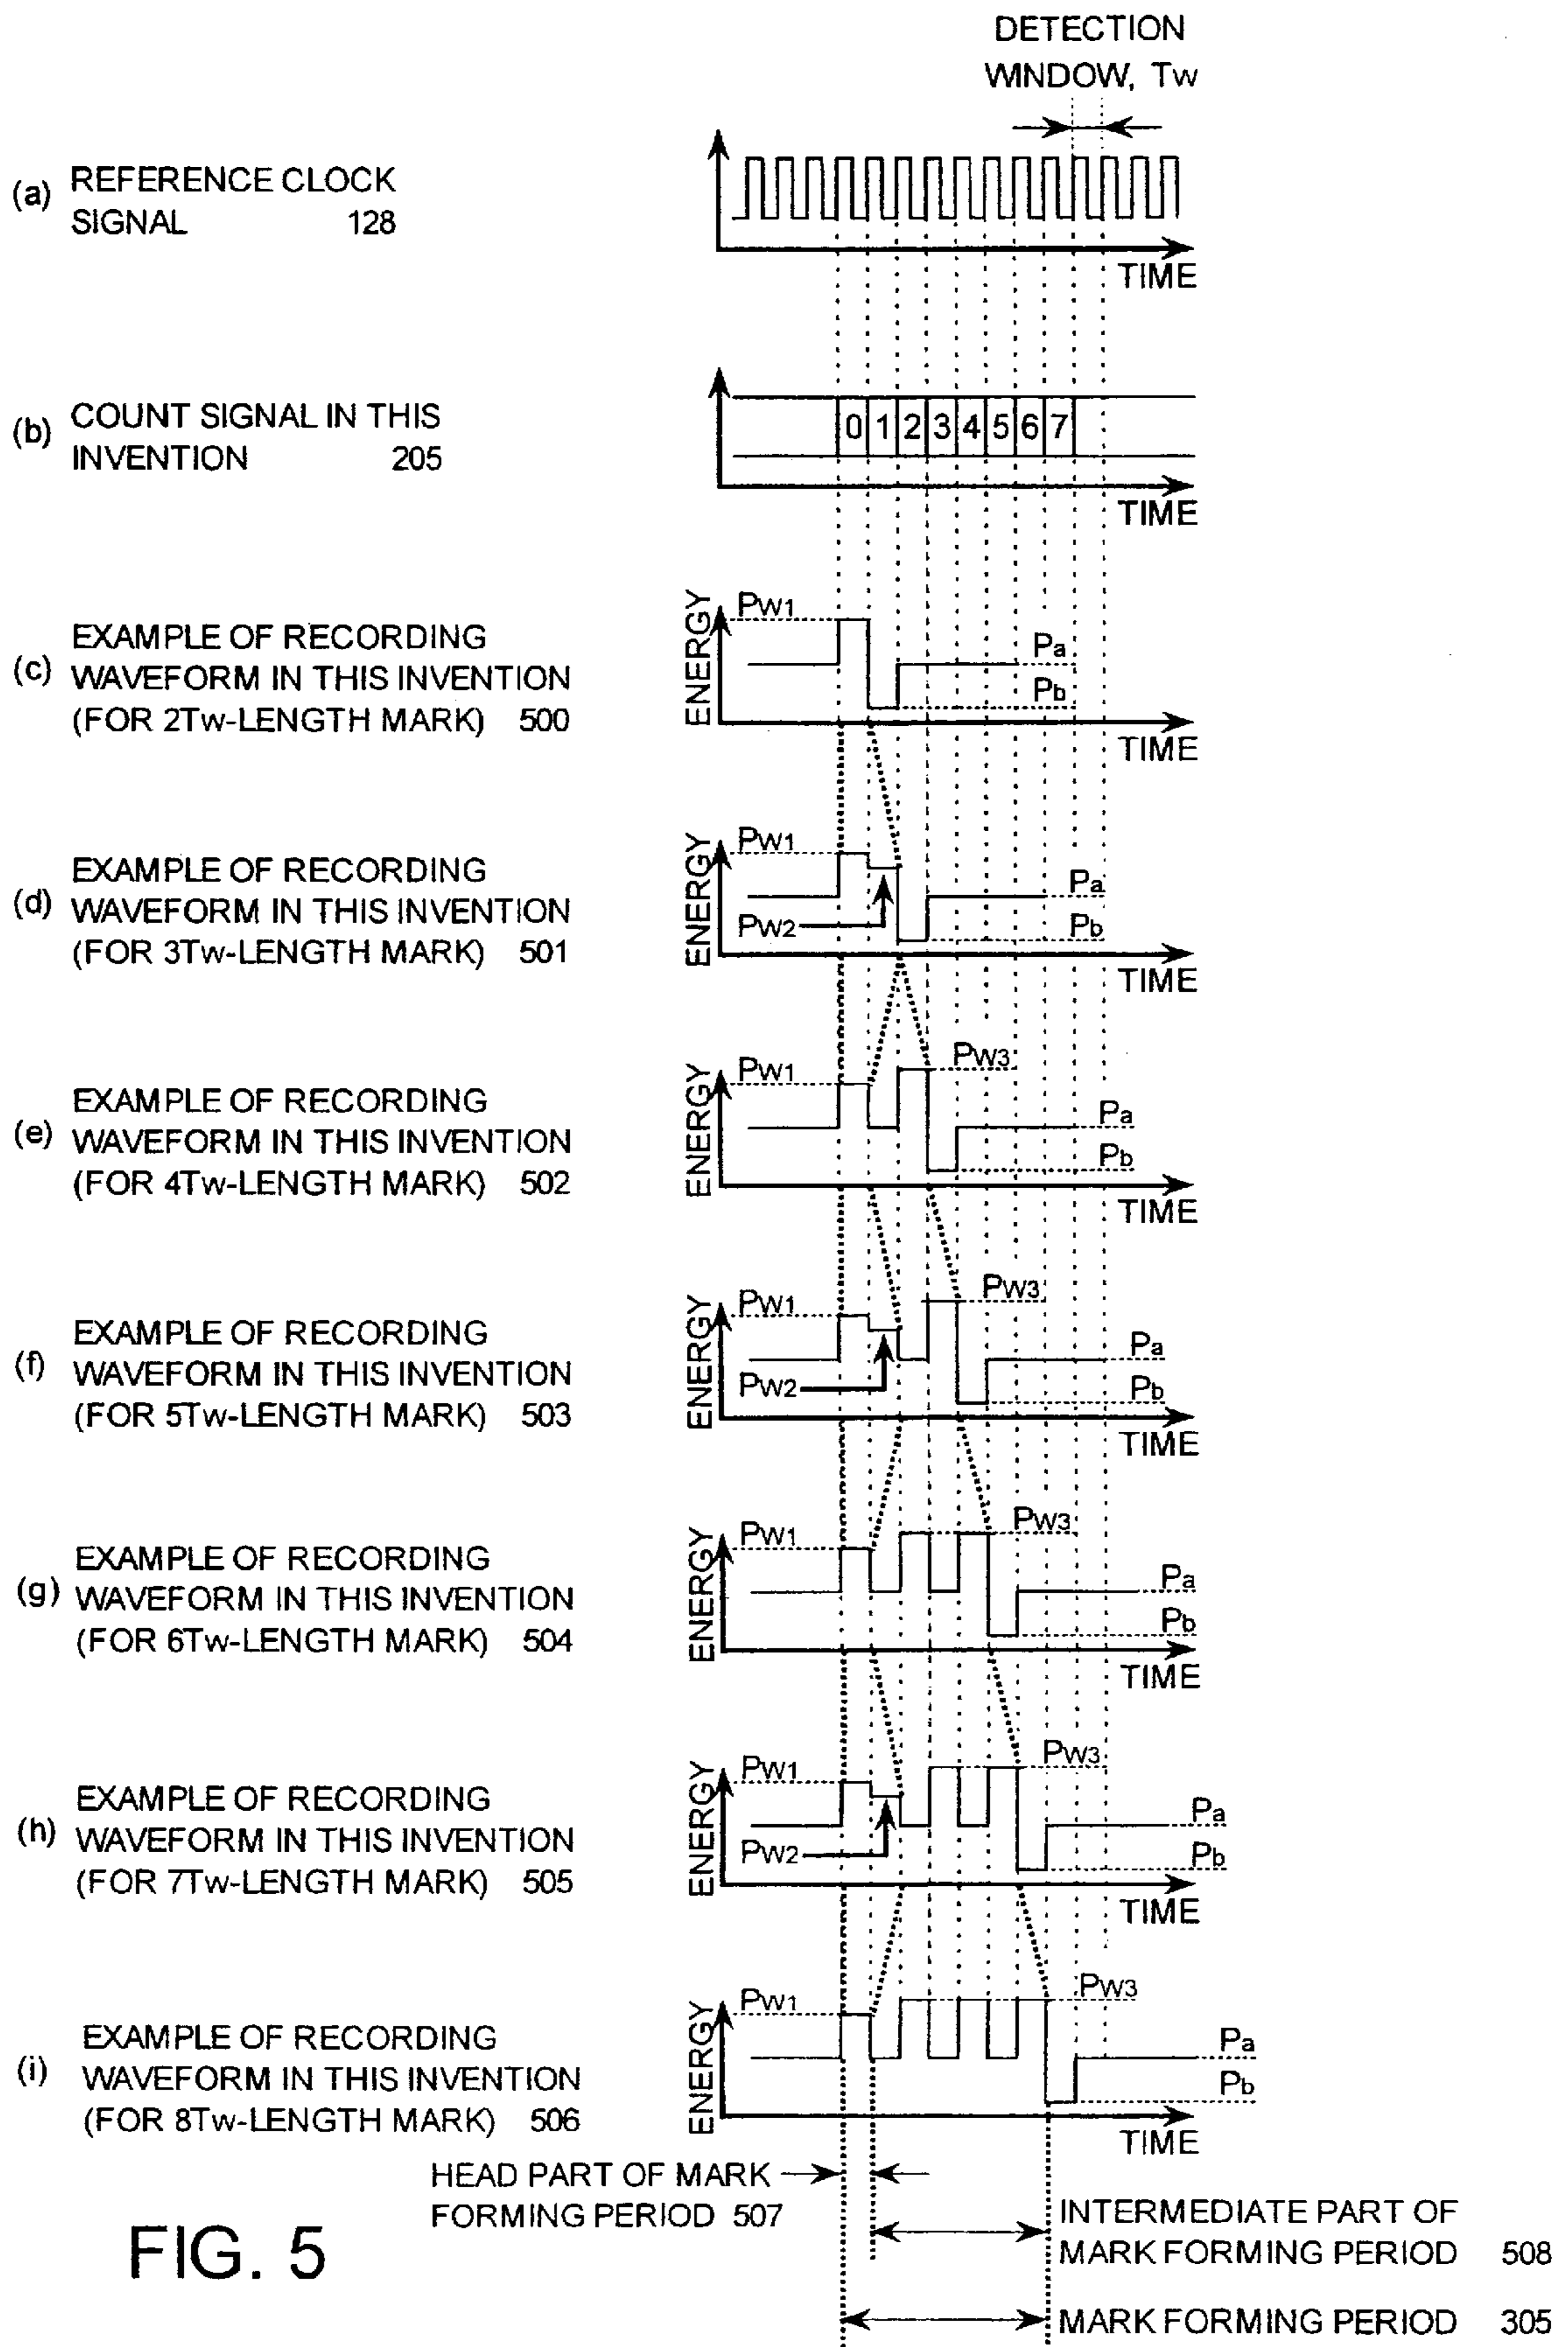 DETECTION
WINDOW, Tw
(a) REFERENCE CLOCK
SIGNAL 128
TIME
(b) COUNT SIGNAL IN THIS
INVENTION 205
0 1 2 3 4 5 6 7
TIME
(c) EXAMPLE OF RECORDING
WAVEFORM IN THIS INVENTION
(FOR 2Tw-LENGTH MARK) 500
ENERGY
Pw1
Pa
Pb
TIME
(d) EXAMPLE OF RECORDING
WAVEFORM IN THIS INVENTION
(FOR 3Tw-LENGTH MARK) 501
ENERGY
Pw1
Pa
Pw2
Pb
TIME
(e) EXAMPLE OF RECORDING
WAVEFORM IN THIS INVENTION
(FOR 4Tw-LENGTH MARK) 502
ENERGY
Pw1
Pw3
Pa
Pb
TIME
(f) EXAMPLE OF RECORDING
WAVEFORM IN THIS INVENTION
(FOR 5Tw-LENGTH MARK) 503
ENERGY
Pw1
Pw3
Pa
Pw2
Pb
TIME
(g) EXAMPLE OF RECORDING
WAVEFORM IN THIS INVENTION
(FOR 6Tw-LENGTH MARK) 504
ENERGY
Pw1
Pw3
Pa
Pb
TIME
(h) EXAMPLE OF RECORDING
WAVEFORM IN THIS INVENTION
(FOR 7Tw-LENGTH MARK) 505
ENERGY
Pw1
Pw3
Pa
Pw2
Pb
TIME
(i) EXAMPLE OF RECORDING
WAVEFORM IN THIS INVENTION
(FOR 8Tw-LENGTH MARK) 506
ENERGY
Pw1
Pw3
Pa
Pb
TIME
HEAD PART OF MARK
FORMING PERIOD 507
INTERMEDIATE PART OF
MARK FORMING PERIOD 508
MARK FORMING PERIOD 305
FIG. 5